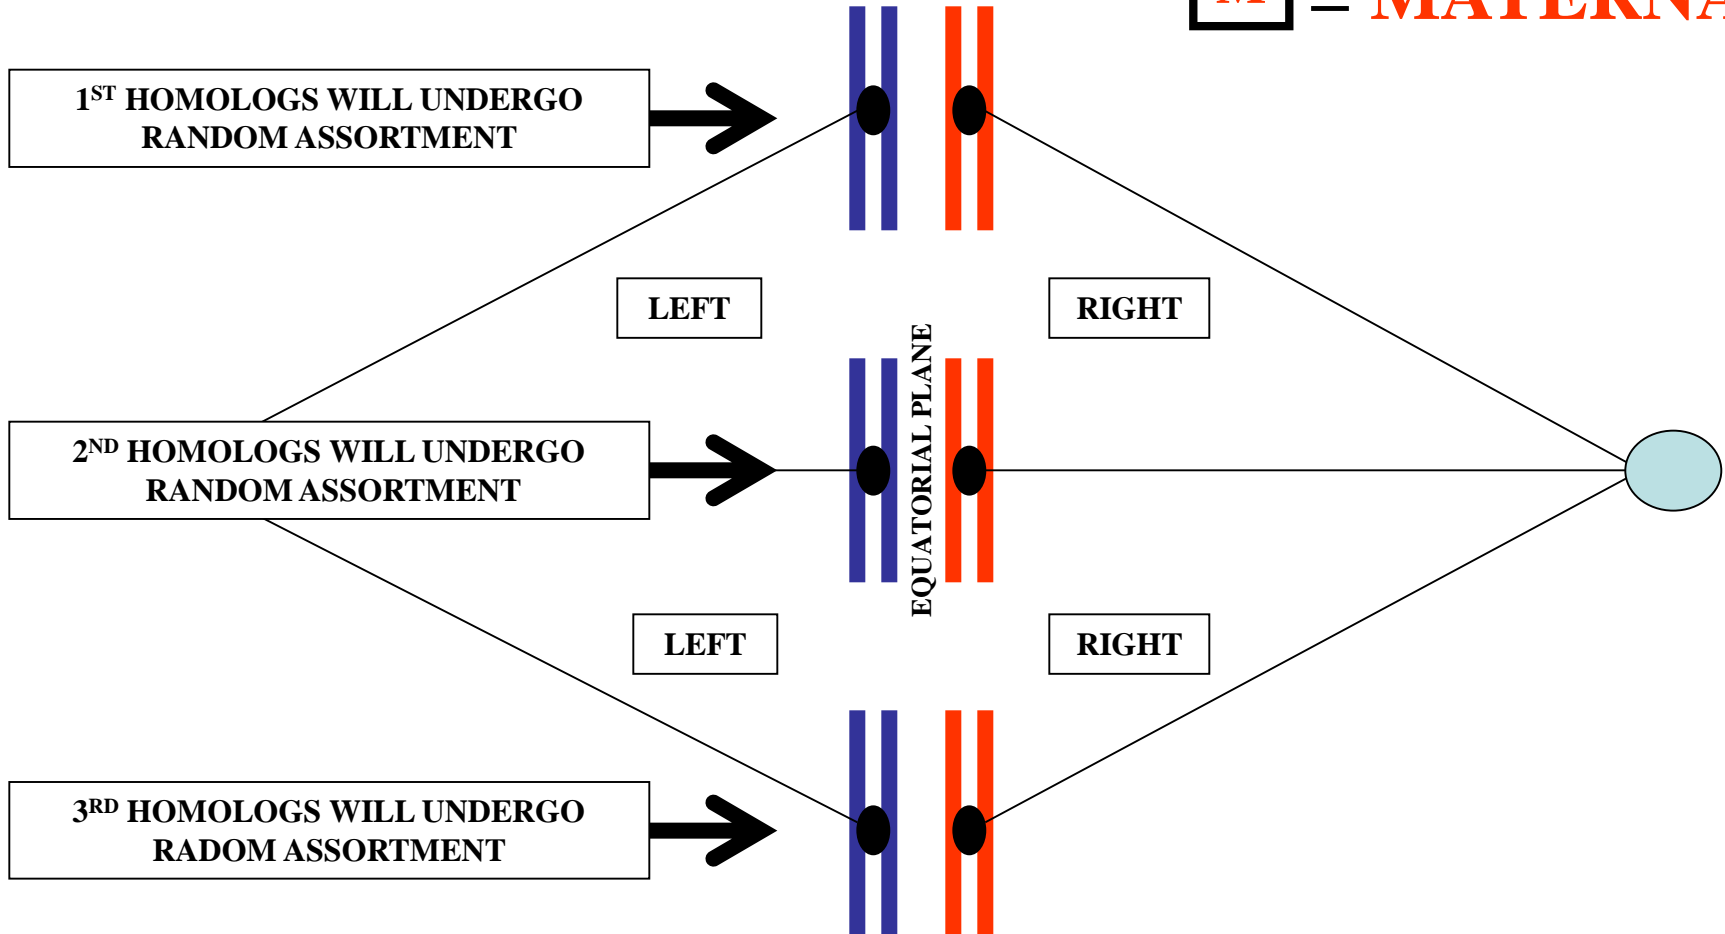 M = MATERNA
1ST HOMOLOGS WILL UNDERGO
RANDOM ASSORTMENT
LEFT
RIGHT
EQUATORIAL PLANE
2ND HOMOLOGS WILL UNDERGO
RANDOM ASSORTMENT
LEFT
RIGHT
3RD HOMOLOGS WILL UNDERGO
RADOM ASSORTMENT